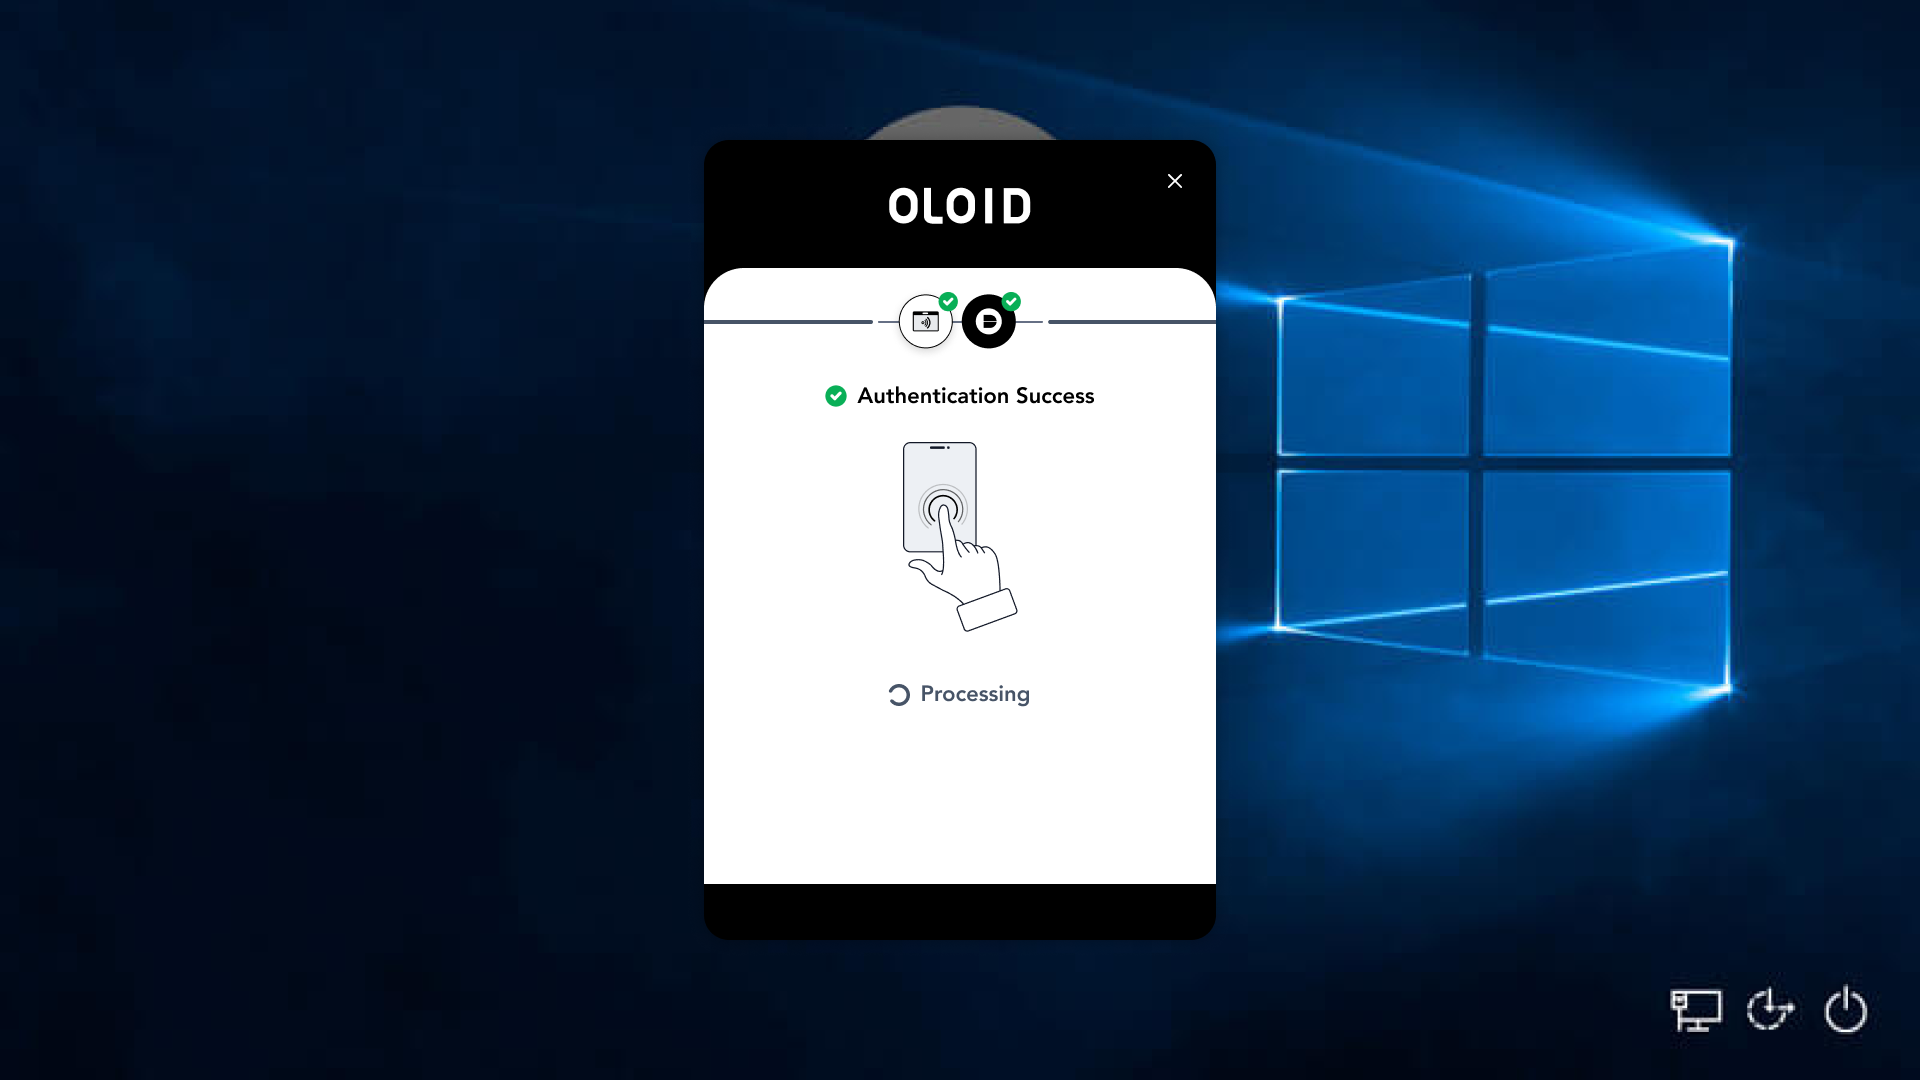 OLOID
Authentication Success
Processing